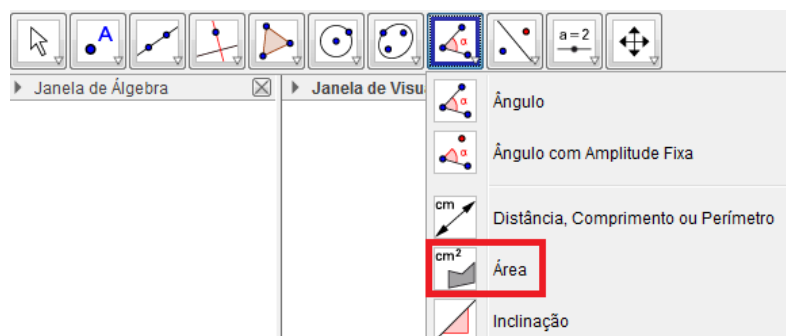 A
α
a = 2
Janela de Álgebra
Janela de Visu
α
Ângulo
α
Ângulo com Amplitude Fixa
cm
Distância, Comprimento ou Perímetro
cm²
Área
Inclinação